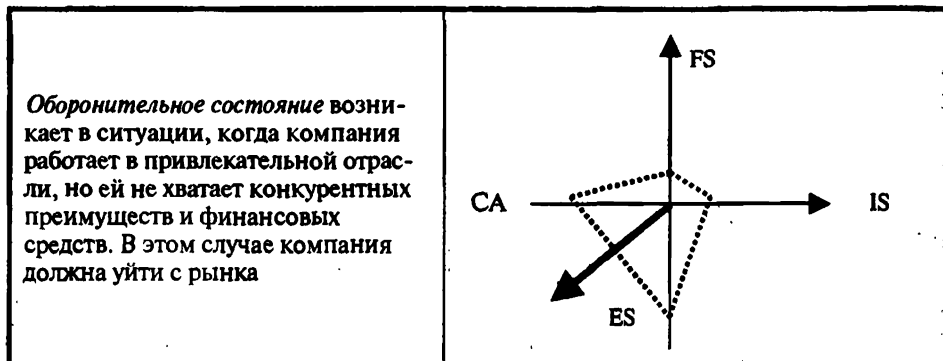 Оборонительное состояние возни-
кает в ситуации, когда компания
работает в привлекательной отрас-
ли, но ей не хватает конкурентных
преимуществ и финансовых
средств. В этом случае компания
должна уйти с рынка
FS
CA
IS
ES